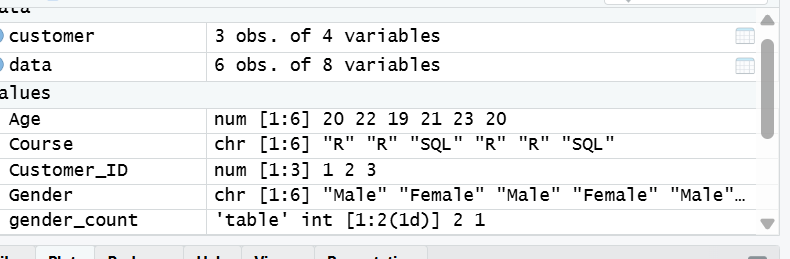 customer 3 obs. of 4 variables
data 6 obs. of 8 variables
alues
Age num [1:6] 20 22 19 21 23 20
Course chr [1:6] "R" "R" "SQL" "R" "R" "SQL"
Customer_ID num [1:3] 1 2 3
Gender chr [1:6] "Male" "Female" "Male" "Female" "Male"…
gender_count 'table' int [1:2(1d)] 2 1